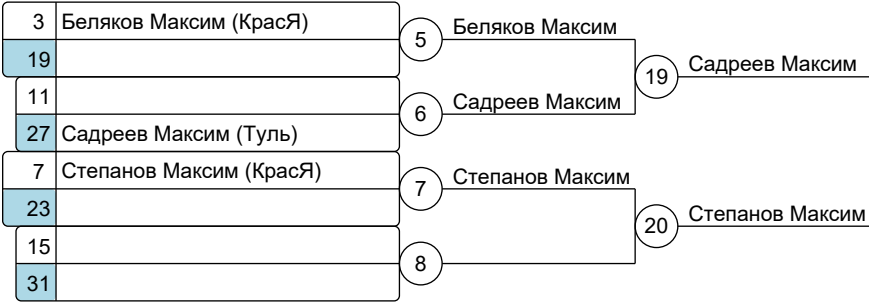 3 Беляков Максим (КрасЯ)
5 Беляков Максим
19
19 Садреев Максим
11
6 Садреев Максим
27 Садреев Максим (Туль)
7 Степанов Максим (КрасЯ)
7 Степанов Максим
23
20 Степанов Максим
15
8
31